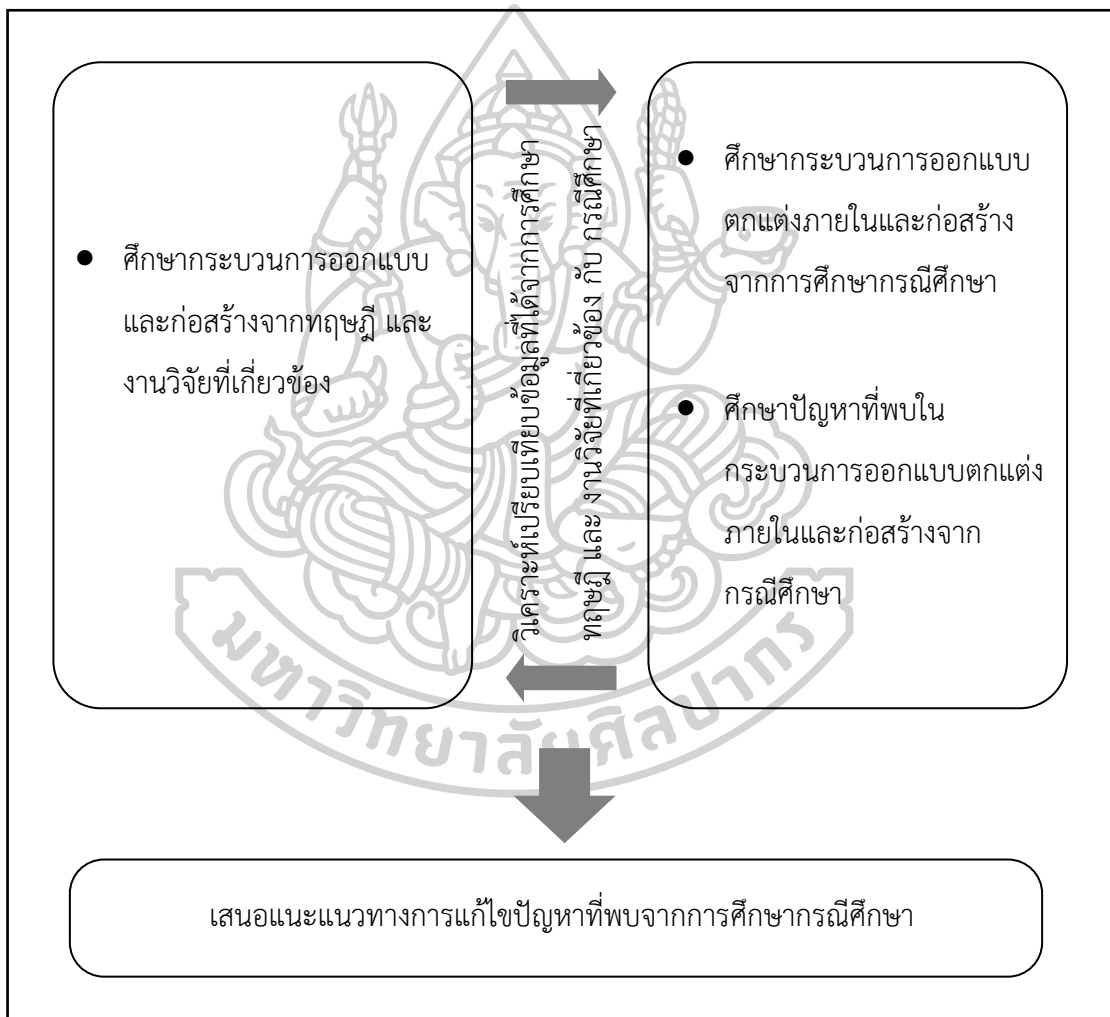 ● ศึกษากระบวนการออกแบบ
และก่อสร้างจากทฤษฎี และ
งานวิจัยที่เกี่ยวข้อง
วิเคราะห์เปรียบเทียบข้อมูลที่ได้จากการศึกษา
ทฤษฎี และ งานวิจัยที่เกี่ยวข้อง กับ กรณีศึกษา
● ศึกษากระบวนการออกแบบ
ตกแต่งภายในและก่อสร้าง
จากการศึกษากรณีศึกษา
● ศึกษาปัญหาที่พบใน
กระบวนการออกแบบตกแต่ง
ภายในและก่อสร้างจาก
กรณีศึกษา
มหาวิทยาลัยศิลปากร
เสนอแนะแนวทางการแก้ไขปัญหาที่พบจากการศึกษากรณีศึกษา